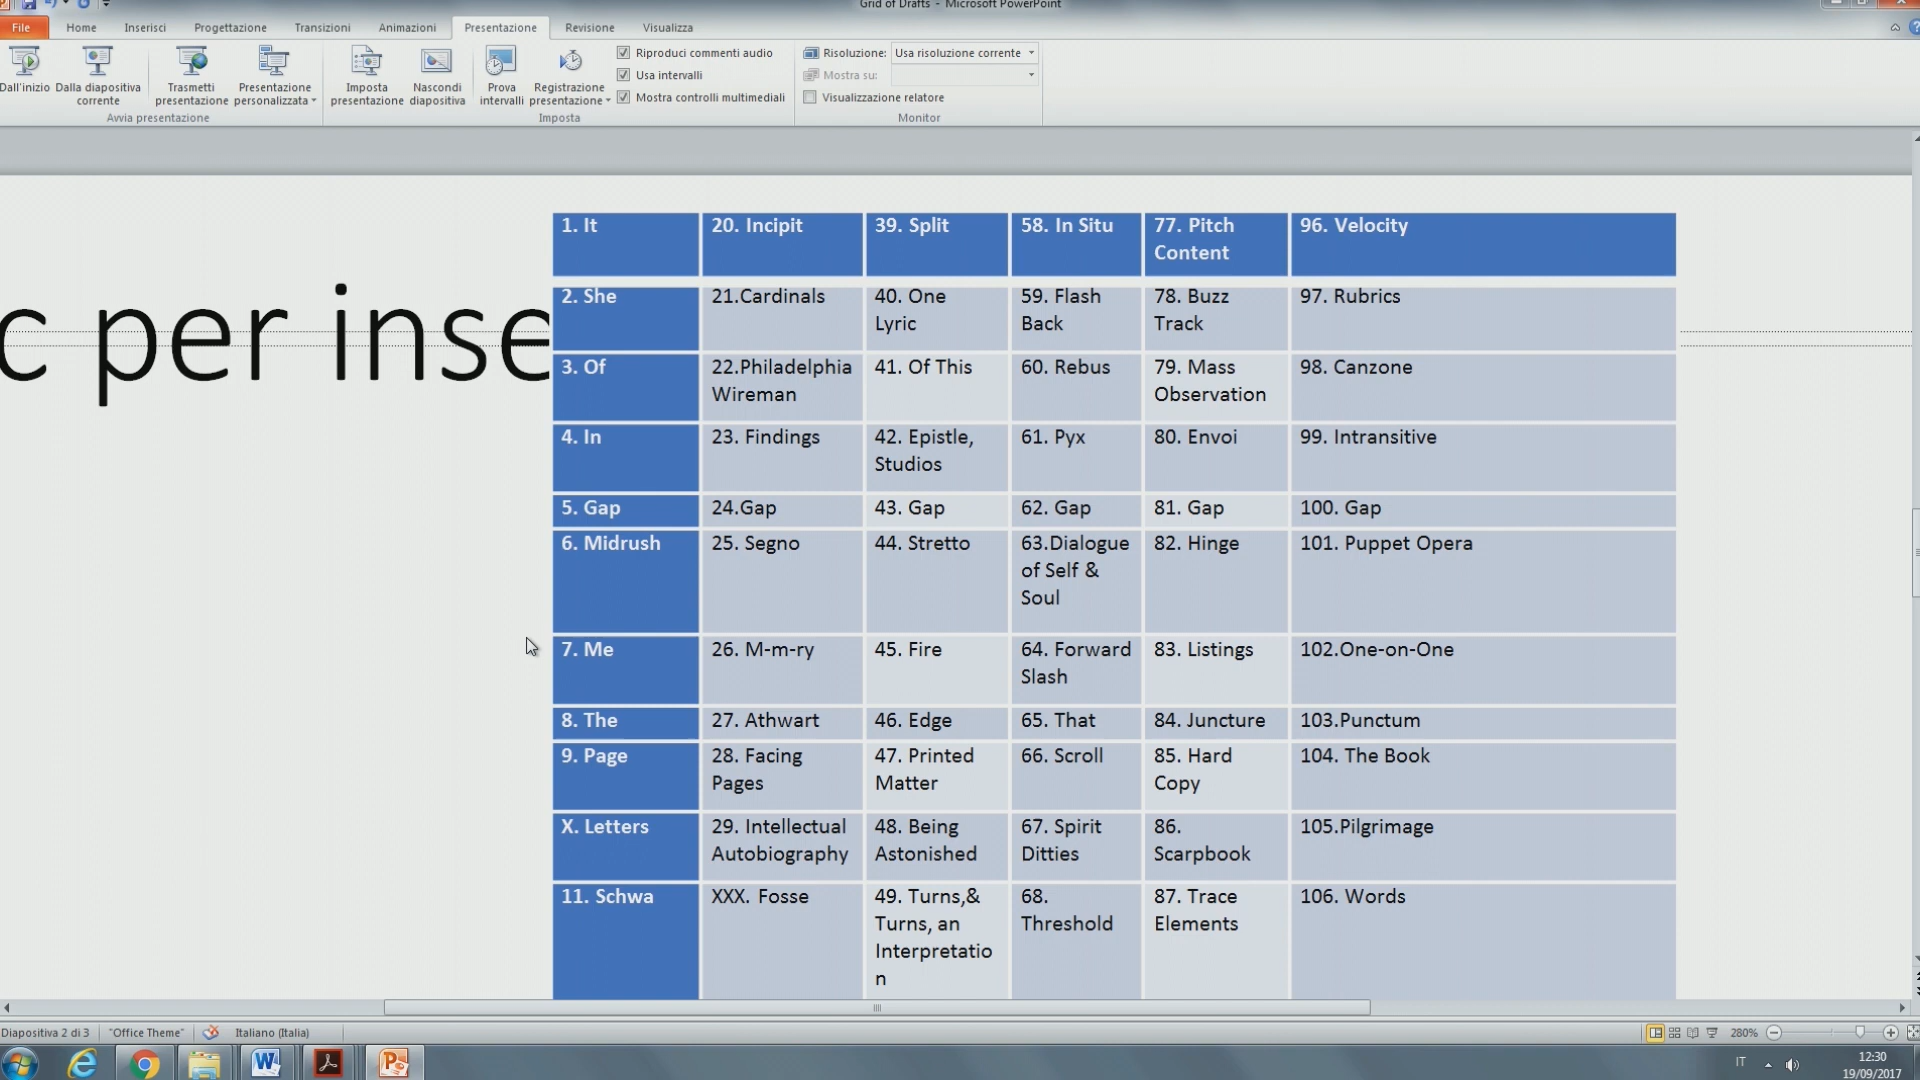 Grid of Drafts - Microsoft PowerPoint
File Home Inserisci Progettazione Transizioni Animazioni Presentazione Revisione Visualizza
Dall'inizio
Dalla diapositiva
corrente
Trasmetti
presentazione
Presentazione
personalizzata
Avvia presentazione
Imposta
presentazione
Nascondi
diapositiva
Prova
intervalli
Registrazione
presentazione
Riproduci commenti audio
Usa intervalli
Mostra controlli multimediali
Imposta
Risoluzione: Usa risoluzione corrente
Mostra su:
Visualizzazione relatore
Monitor
c per inse
1. It
20. Incipit
39. Split
58. In Situ
77. Pitch
Content
96. Velocity
2. She
21.Cardinals
40. One
Lyric
59. Flash
Back
78. Buzz
Track
97. Rubrics
3. Of
22.Philadelphia
Wireman
41. Of This
60. Rebus
79. Mass
Observation
98. Canzone
4. In
23. Findings
42. Epistle,
Studios
61. Pyx
80. Envoi
99. Intransitive
5. Gap
24.Gap
43. Gap
62. Gap
81. Gap
100. Gap
6. Midrush
25. Segno
44. Stretto
63.Dialogue
of Self &
Soul
82. Hinge
101. Puppet Opera
7. Me
26. M-m-ry
45. Fire
64. Forward
Slash
83. Listings
102.One-on-One
8. The
27. Athwart
46. Edge
65. That
84. Juncture
103.Punctum
9. Page
28. Facing
Pages
47. Printed
Matter
66. Scroll
85. Hard
Copy
104. The Book
X. Letters
29. Intellectual
Autobiography
48. Being
Astonished
67. Spirit
Ditties
86.
Scarpbook
105.Pilgrimage
11. Schwa
XXX. Fosse
49. Turns,&
Turns, an
Interpretatio
n
68.
Threshold
87. Trace
Elements
106. Words
Diapositiva 2 di 3 "Office Theme" Italiano (Italia) 280%
IT
12:30
19/09/2017